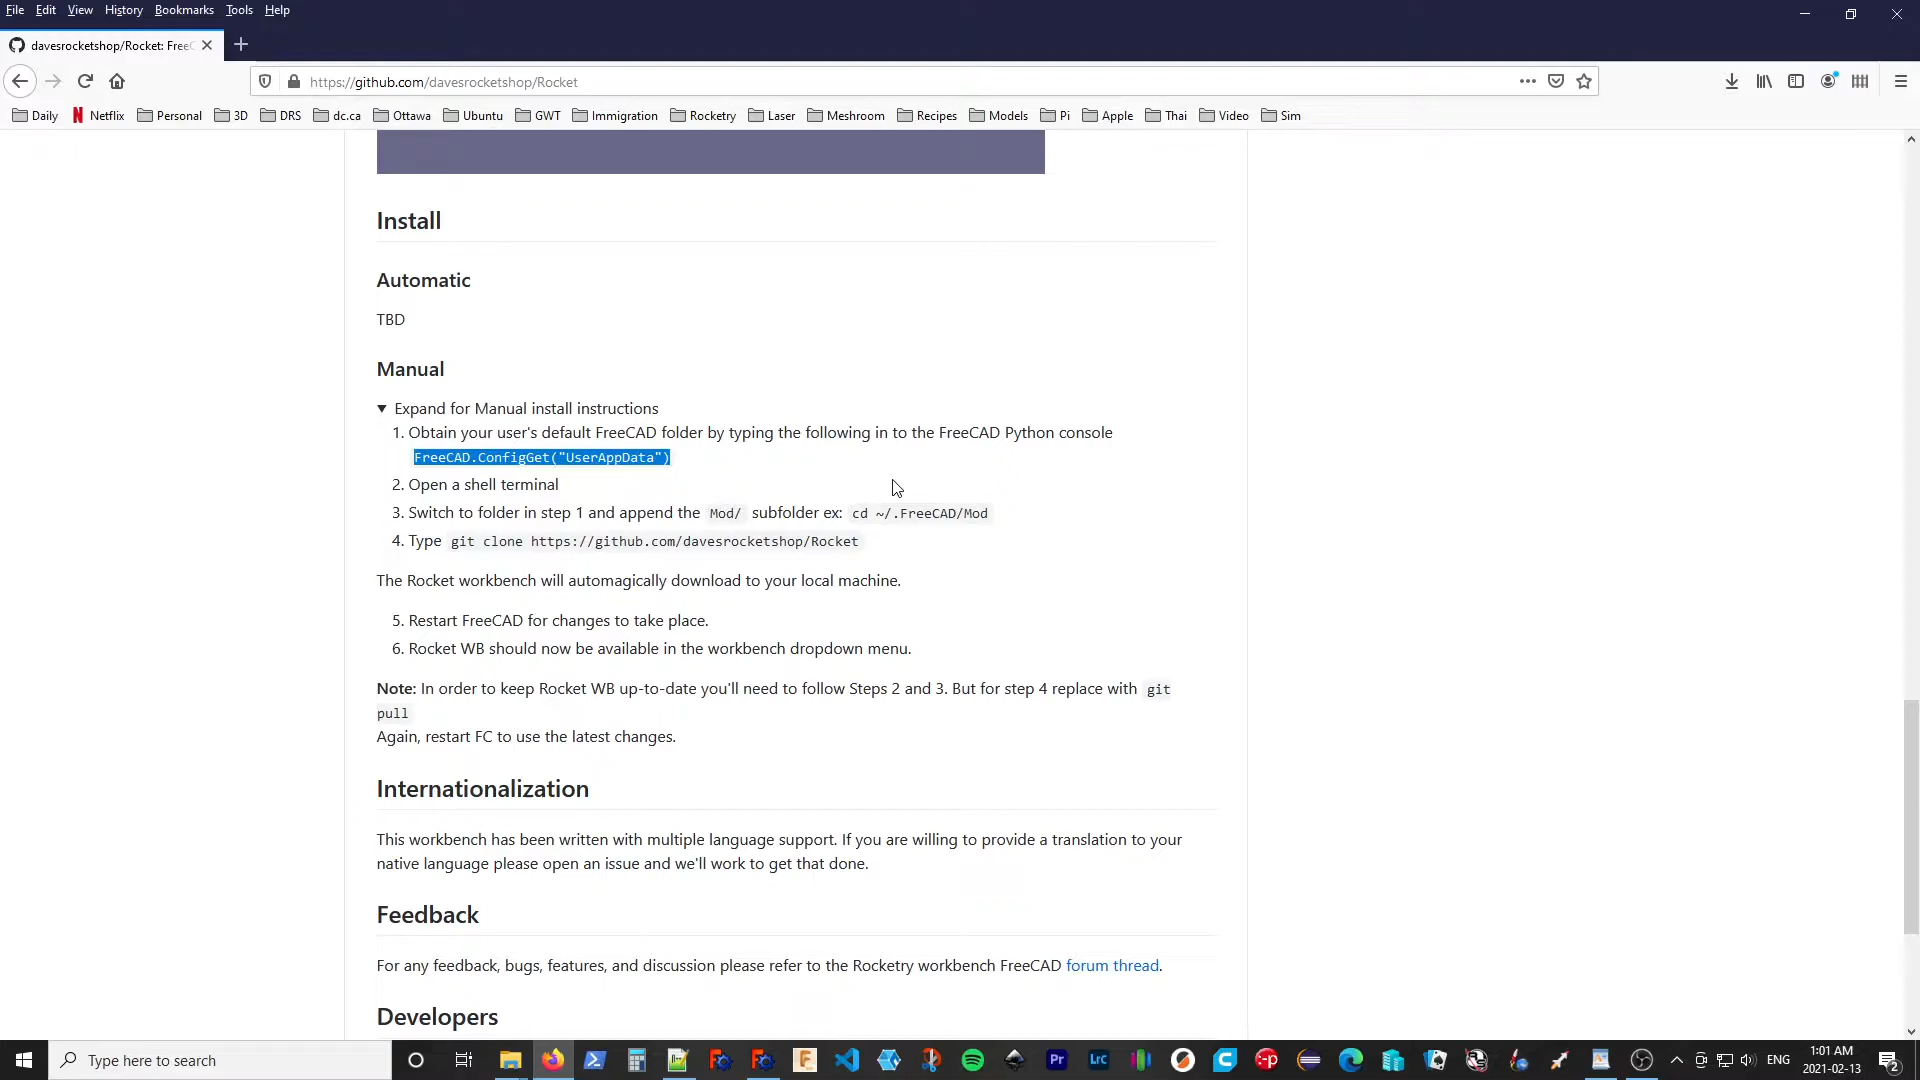 File Edit View History Bookmarks Tools Help
davesrocketshop/Rocket: FreeC
https://github.com/davesrocketshop/Rocket
Daily Netflix Personal 3D DRS dc.ca Ottawa Ubuntu GWT Immigration Rocketry Laser Meshroom Recipes Models Pi Apple Thai Video Sim
Install
Automatic
TBD
Manual
Expand for Manual install instructions
1. Obtain your user's default FreeCAD folder by typing the following in to the FreeCAD Python console
FreeCAD.ConfigGet("UserAppData")
2. Open a shell terminal
3. Switch to folder in step 1 and append the Mod/ subfolder ex: cd ~/.FreeCAD/Mod
4. Type git clone https://github.com/davesrocketshop/Rocket
The Rocket workbench will automagically download to your local machine.
5. Restart FreeCAD for changes to take place.
6. Rocket WB should now be available in the workbench dropdown menu.
Note: In order to keep Rocket WB up-to-date you'll need to follow Steps 2 and 3. But for step 4 replace with git
pull
Again, restart FC to use the latest changes.
Internationalization
This workbench has been written with multiple language support. If you are willing to provide a translation to your
native language please open an issue and we'll work to get that done.
Feedback
For any feedback, bugs, features, and discussion please refer to the Rocketry workbench FreeCAD forum thread.
Developers
Type here to search
Pr
Lrc
ENG
1:01 AM
2021-02-13
2